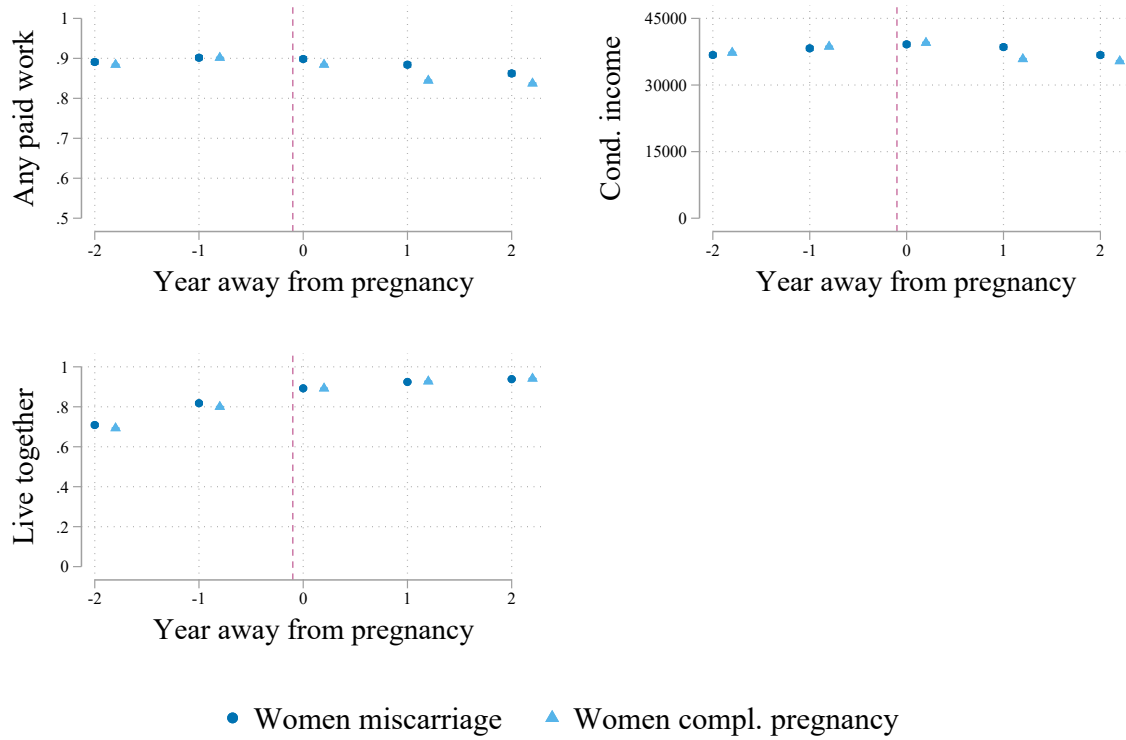 Any paid work
1
.9
.8
.7
.6
.5
-2 -1 0 1 2
Year away from pregnancy
Cond. income
45000
30000
15000
0
-2 -1 0 1 2
Year away from pregnancy
Live together
1
.8
.6
.4
.2
0
-2 -1 0 1 2
Year away from pregnancy
Women miscarriage Women compl. pregnancy